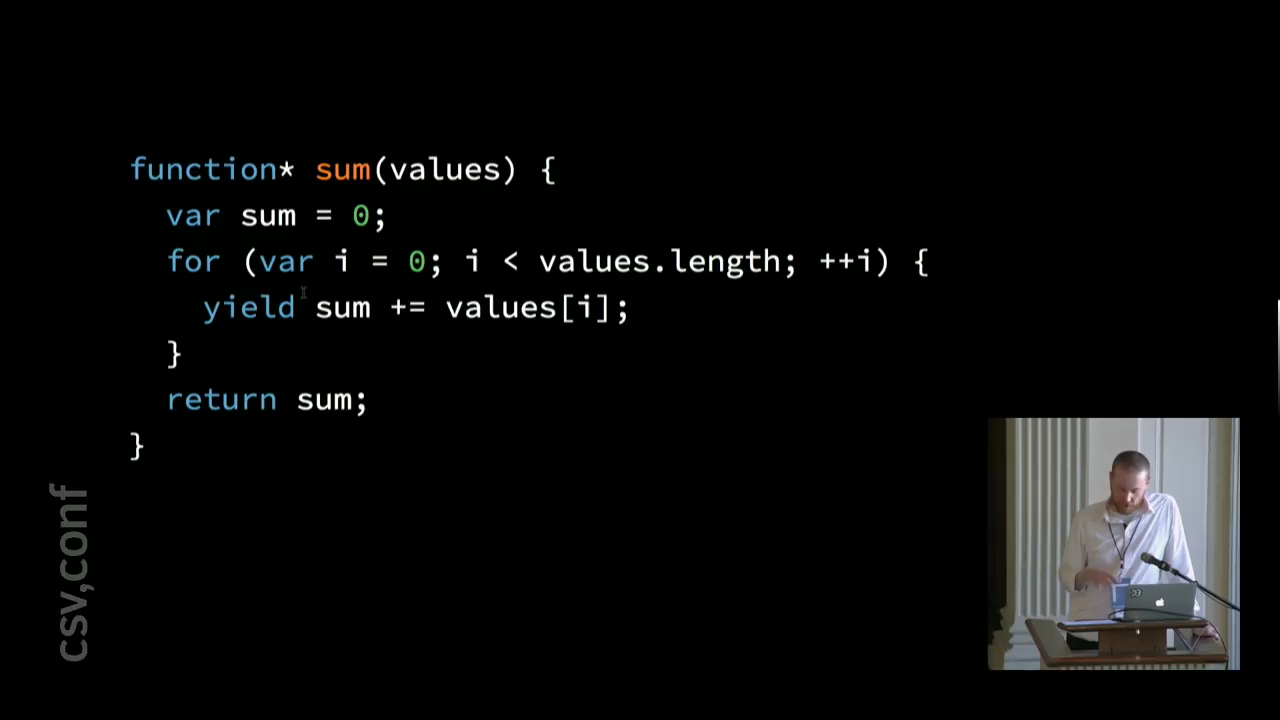 function* sum(values) {
  var sum = 0;
  for (var i = 0; i < values.length; ++i) {
    yield sum += values[i];
  }
  return sum;
}
csv,conf